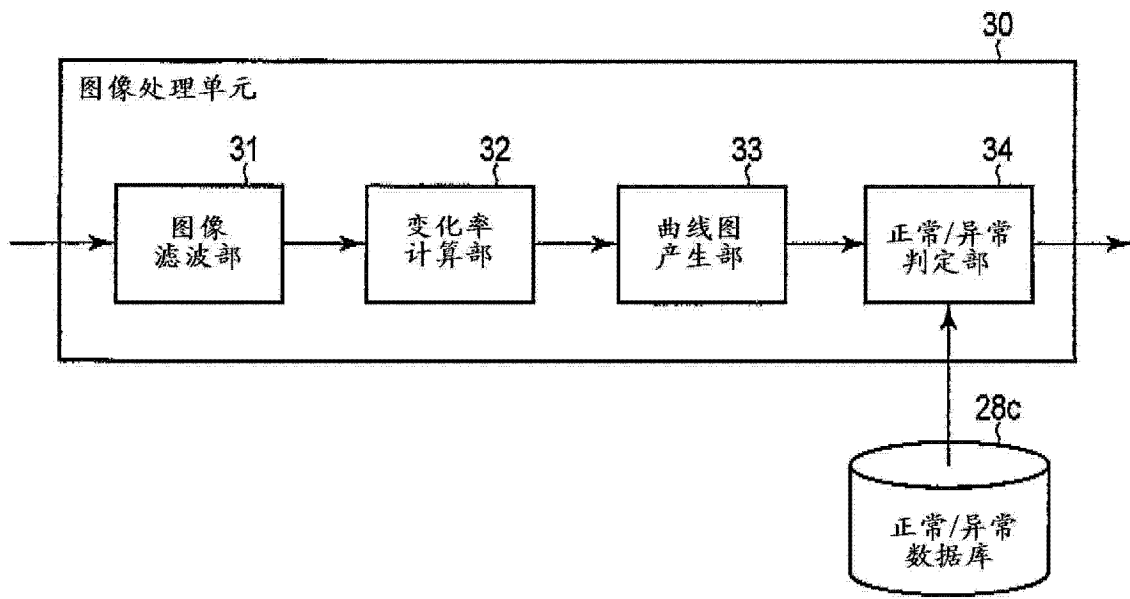 30
图像处理单元
31
32
33
34
图像
滤波部
变化率
计算部
曲线图
产生部
正常/异常
判定部
28c
正常/异常
数据库